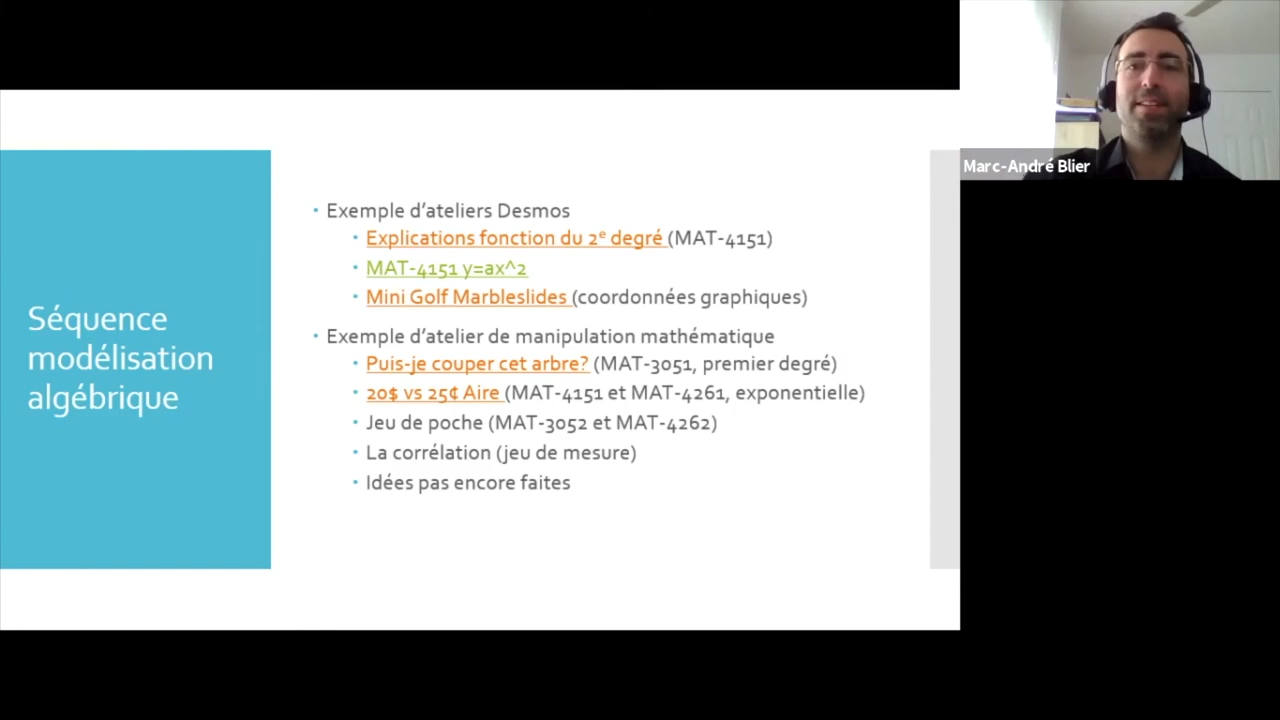 Séquence
modélisation
algébrique
Exemple d'ateliers Desmos
Explications fonction du 2e degré (MAT-4151)
MAT-4151 y=ax^2
Mini Golf Marbleslides (coordonnées graphiques)
Exemple d'atelier de manipulation mathématique
Puis-je couper cet arbre? (MAT-3051, premier degré)
20$ vs 25¢ Aire (MAT-4151 et MAT-4261, exponentielle)
Jeu de poche (MAT-3052 et MAT-4262)
La corrélation (jeu de mesure)
Idées pas encore faites
Marc-André Blier